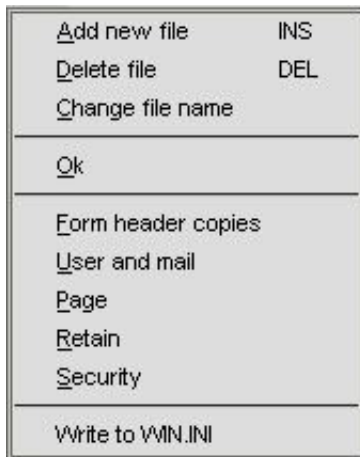 Add new file INS
Delete file DEL
Change file name
Ok
Form header copies
User and mail
Page
Retain
Security
Write to WIN.INI